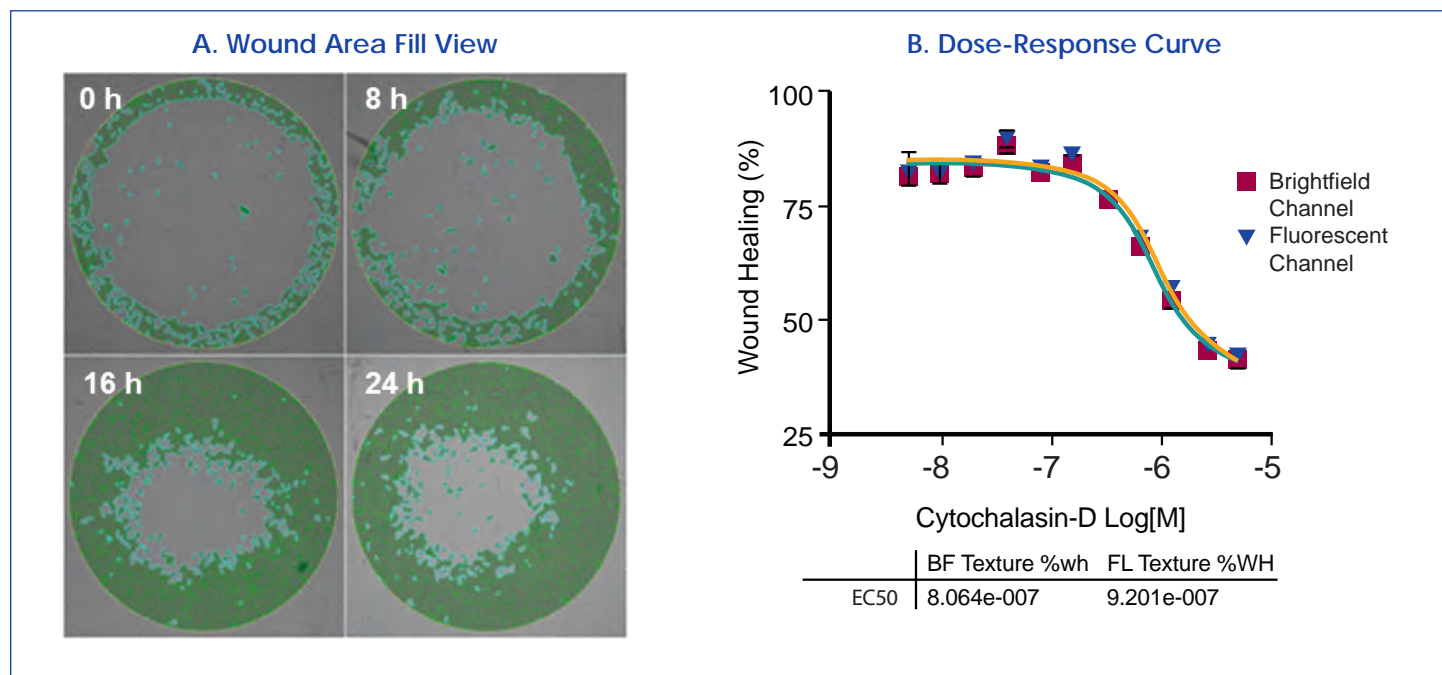 A. Wound Area Fill View
0 h
8 h
16 h
24 h
B. Dose-Response Curve
Wound Healing (%)
100
75
50
25
-9
-8
-7
-6
-5
Cytochalasin-D Log[M]
Brightfield
Channel
Fluorescent
Channel
BF Texture %wh FL Texture %WH
EC50 8.064e-007 9.201e-007